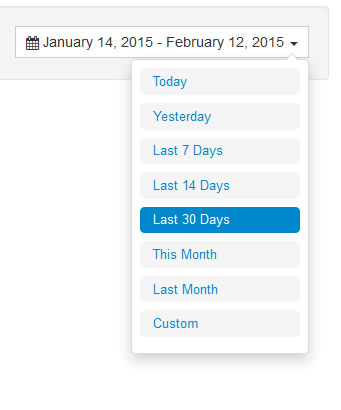 January 14, 2015 - February 12, 2015
Today
Yesterday
Last 7 Days
Last 14 Days
Last 30 Days
This Month
Last Month
Custom